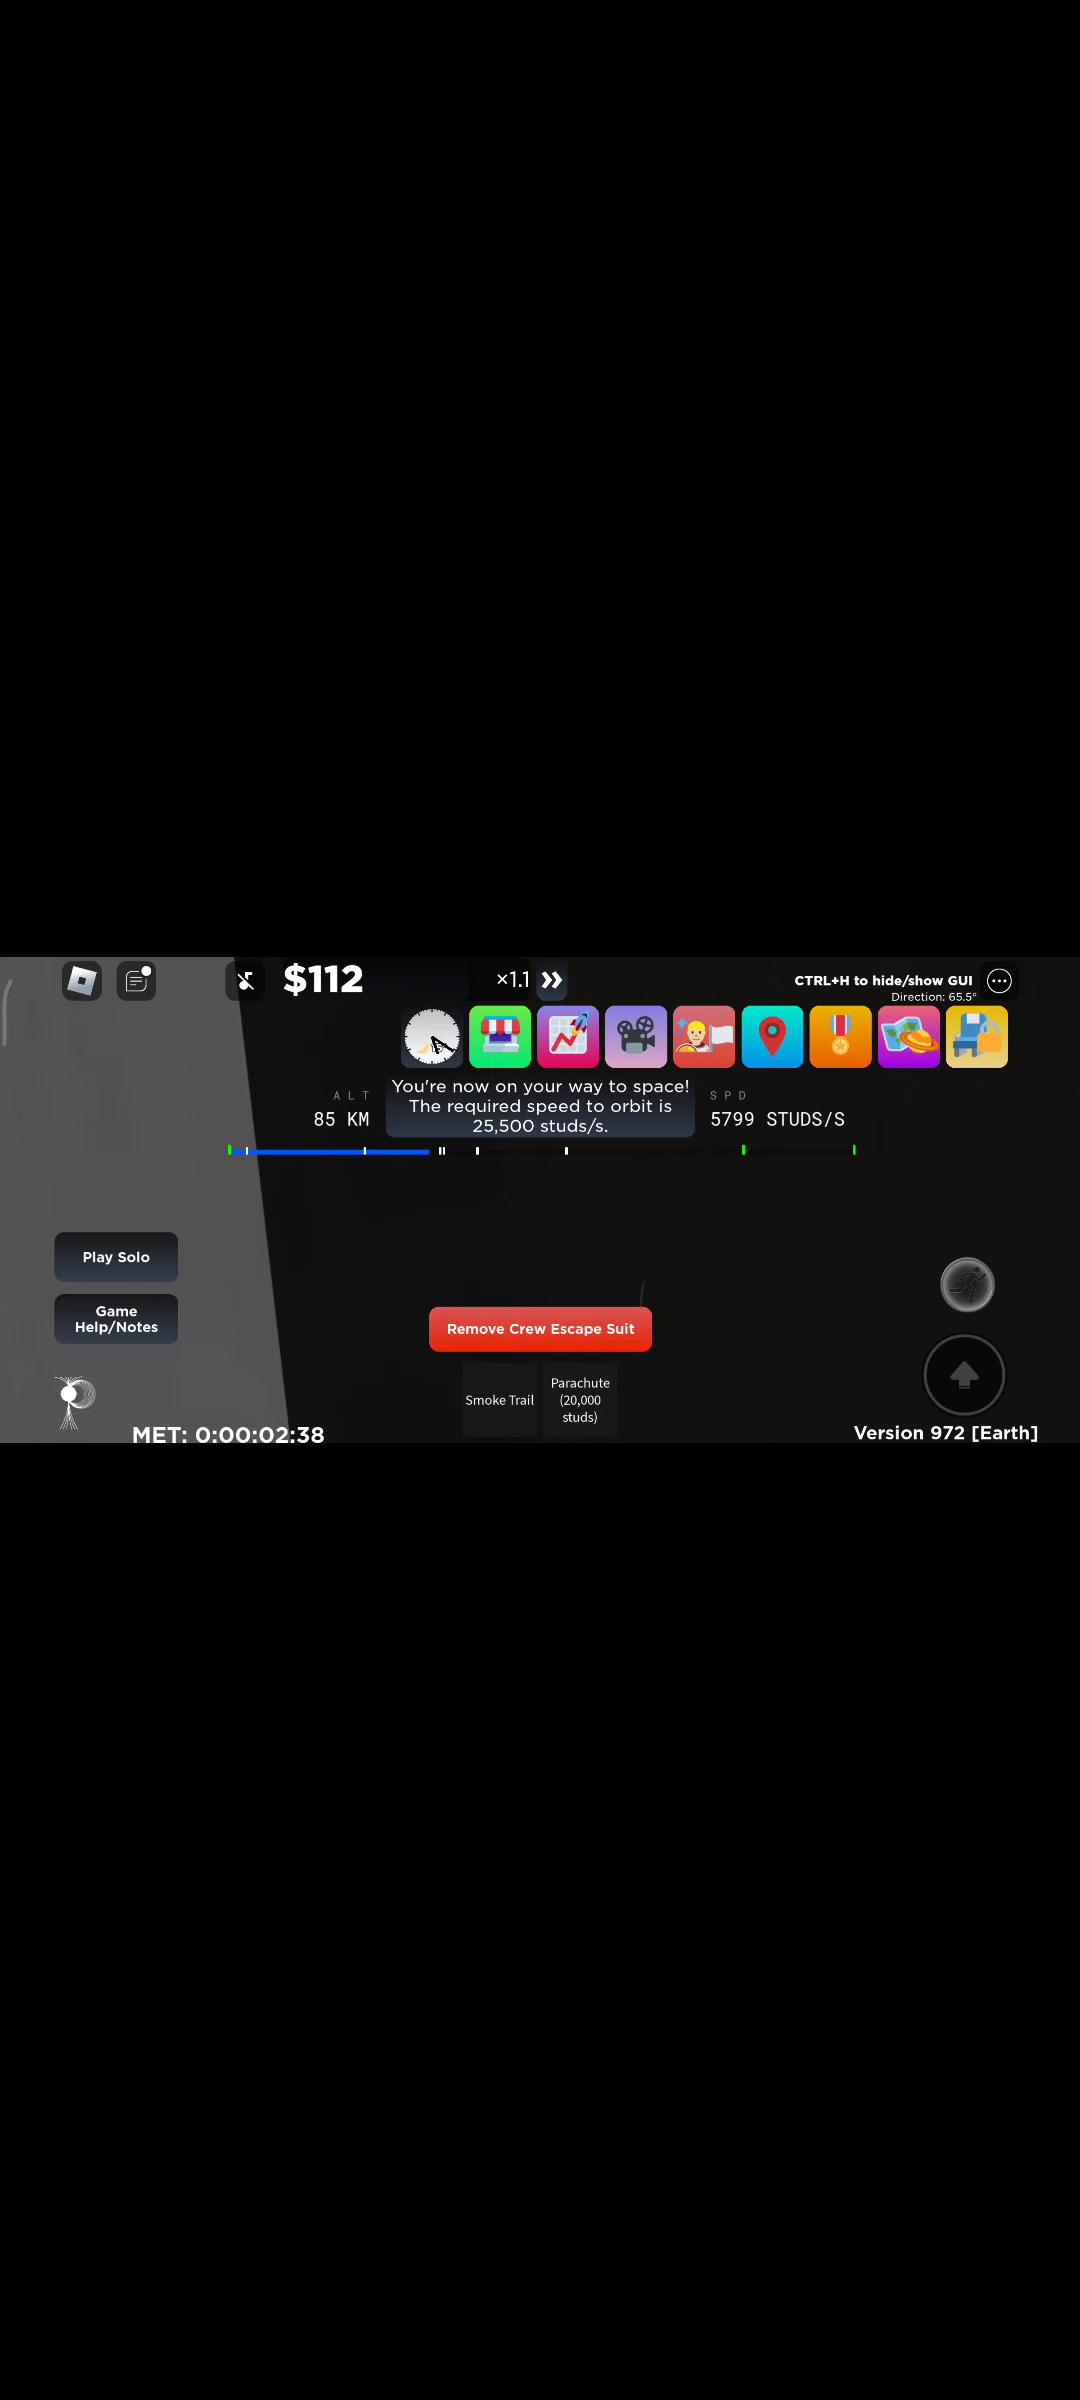 $112
×1.1
CTRL+H to hide/show GUI
Direction: 65.5°
ALT
85 KM
You're now on your way to space!
The required speed to orbit is
25,500 studs/s.
SPD
5799 STUDS/S
Play Solo
Game
Help/Notes
Remove Crew Escape Suit
Smoke Trail
Parachute
(20,000
studs)
MET: 0:00:02:38
Version 972 [Earth]